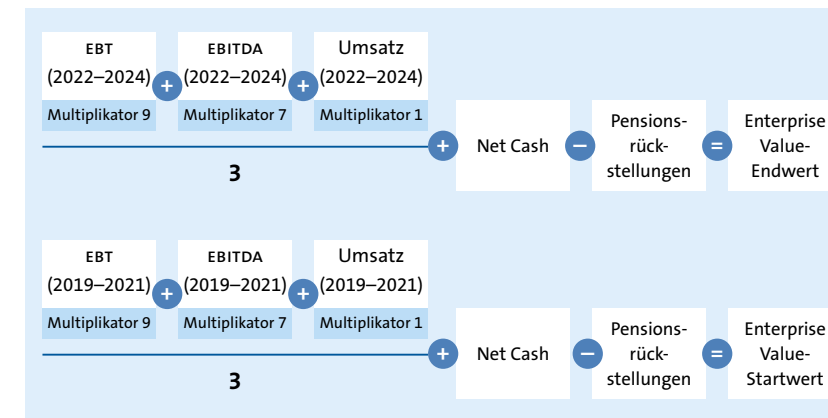 EBT
(2022–2024)
Multiplikator 9
+
EBITDA
(2022–2024)
Multiplikator 7
+
Umsatz
(2022–2024)
Multiplikator 1
3
+
Net Cash
–
Pensions-
rück-
stellungen
=
Enterprise
Value-
Endwert
EBT
(2019–2021)
Multiplikator 9
+
EBITDA
(2019–2021)
Multiplikator 7
+
Umsatz
(2019–2021)
Multiplikator 1
3
+
Net Cash
–
Pensions-
rück-
stellungen
=
Enterprise
Value-
Startwert